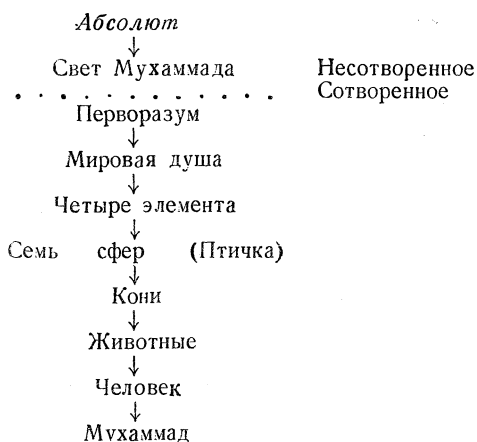 Абсолют
Свет Мухаммада Несотворенное
Сотворенное
Перворазум
Мировая душа
Четыре элемента
Семь сфер (Птичка)
Кони
Животные
Человек
Мухаммад